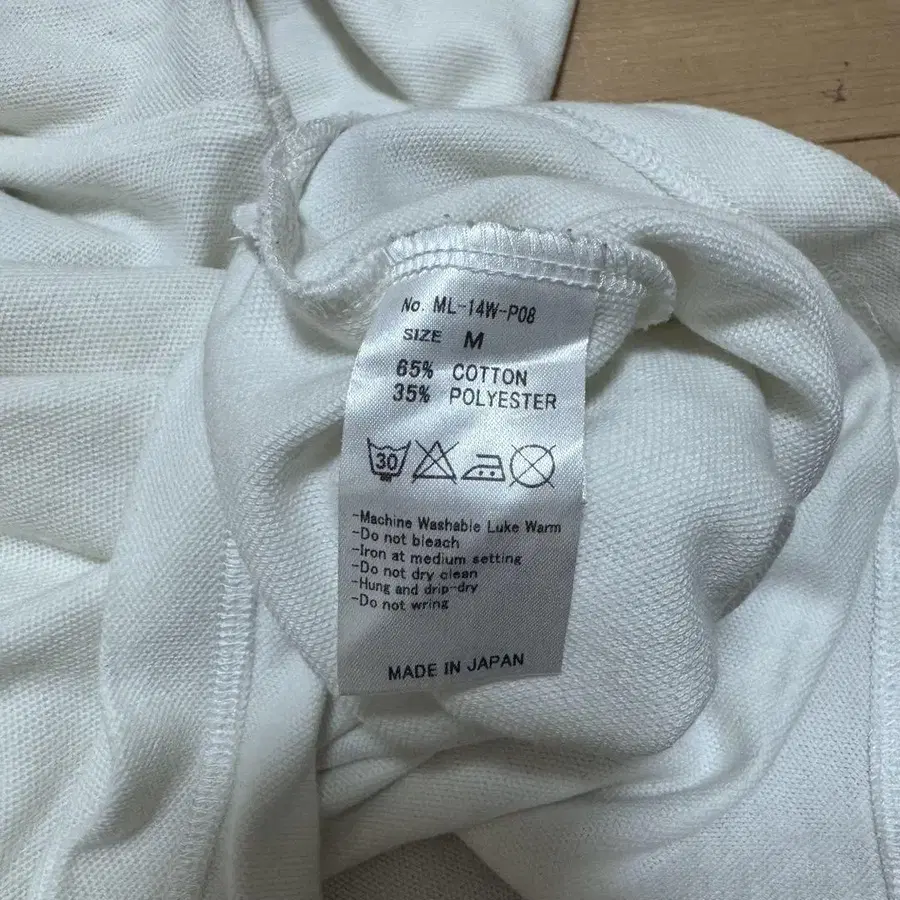 No. ML-14W-P08
SIZE M
65% COTTON
35% POLYESTER
30
-Machine Washable Luke Warm
-Do not bleach
-Iron at medium setting
-Do not dry clean
-Hung and drip-dry
-Do not wring
MADE IN JAPAN